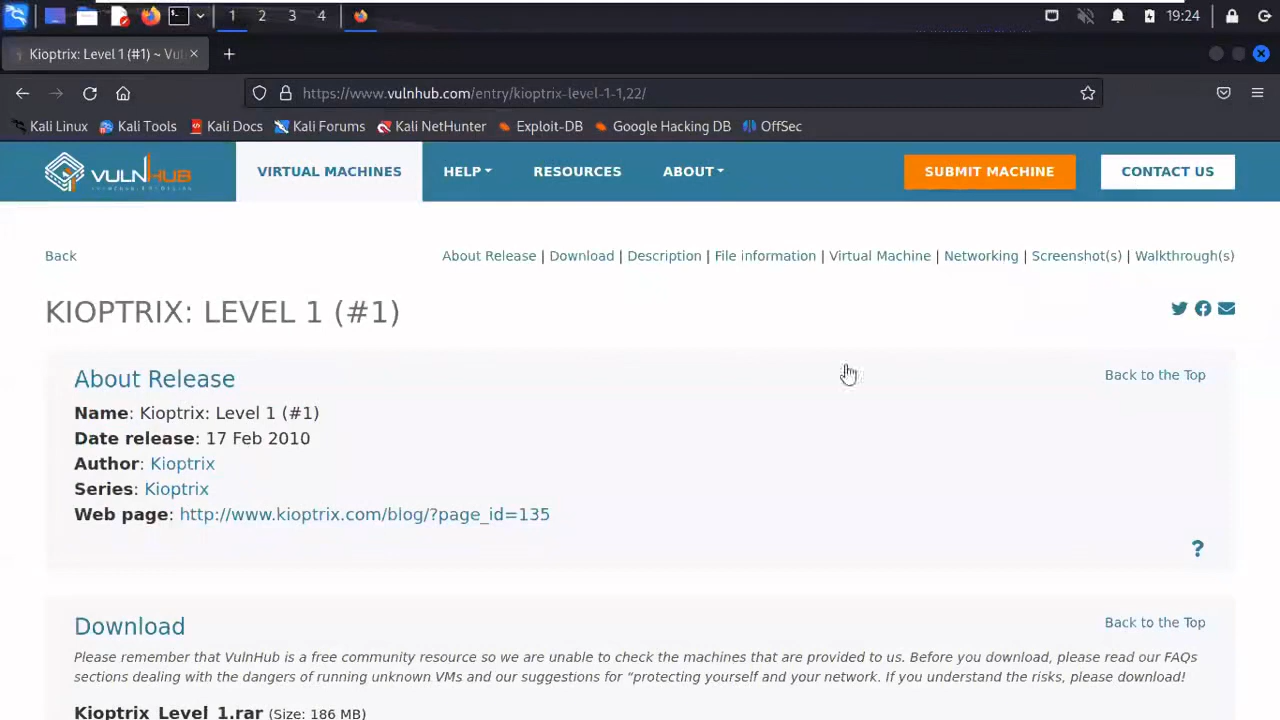 1 2 3 4 19:24
Kioptrix: Level 1 (#1) ~ Vul
https://www.vulnhub.com/entry/kioptrix-level-1-1,22/
Kali Linux Kali Tools Kali Docs Kali Forums Kali NetHunter Exploit-DB Google Hacking DB OffSec
VULNHUB VIRTUAL MACHINES HELP RESOURCES ABOUT SUBMIT MACHINE CONTACT US
Back About Release | Download | Description | File information | Virtual Machine | Networking | Screenshot(s) | Walkthrough(s)
KIOPTRIX: LEVEL 1 (#1)
About Release Back to the Top
Name: Kioptrix: Level 1 (#1)
Date release: 17 Feb 2010
Author: Kioptrix
Series: Kioptrix
Web page: http://www.kioptrix.com/blog/?page_id=135
?
Download Back to the Top
Please remember that VulnHub is a free community resource so we are unable to check the machines that are provided to us. Before you download, please read our FAQs
sections dealing with the dangers of running unknown VMs and our suggestions for “protecting yourself and your network. If you understand the risks, please download!
Kioptrix_Level_1.rar (Size: 186 MB)